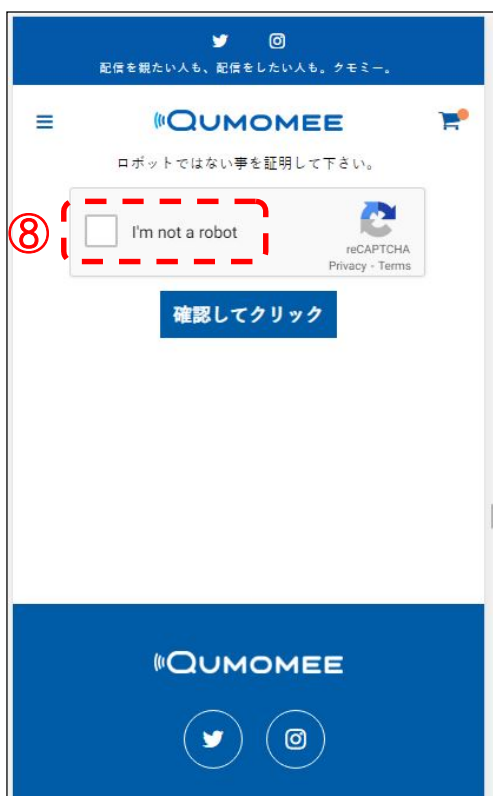 配信を観たい人も、配信をしたい人も。クモミー。
QUMOMEE
ロボットではない事を証明して下さい。
⑧
I'm not a robot
reCAPTCHA
Privacy - Terms
確認してクリック
QUMOMEE